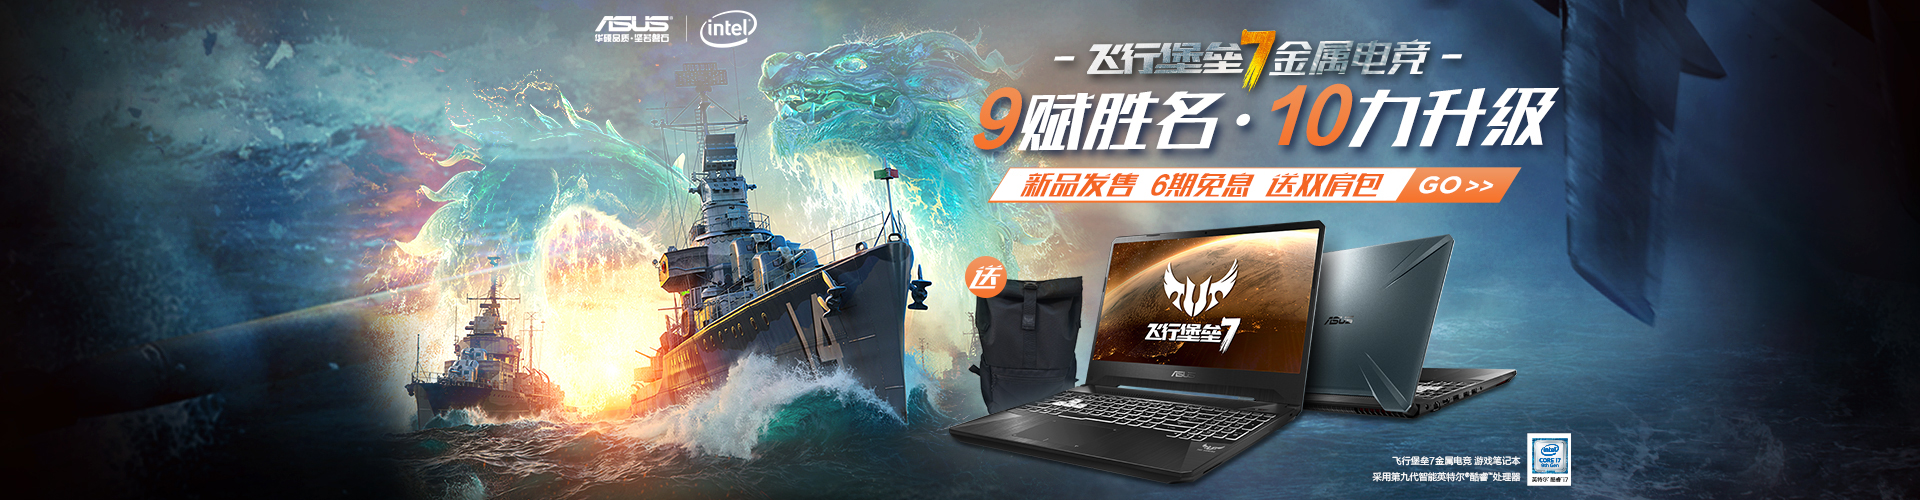 ASUS
华硕品质·坚若磐石
intel
- 飞行堡垒7金属电竞 -
9赋胜名·10力升级
新品发售 6期免息 送双肩包 GO >>
送
飞行堡垒7
ASUS
ASUS
14
飞行堡垒7金属电竞 游戏笔记本
采用第九代智能英特尔®酷睿™处理器
intel
CORE i7
9th Gen
英特尔® 酷睿™ i7